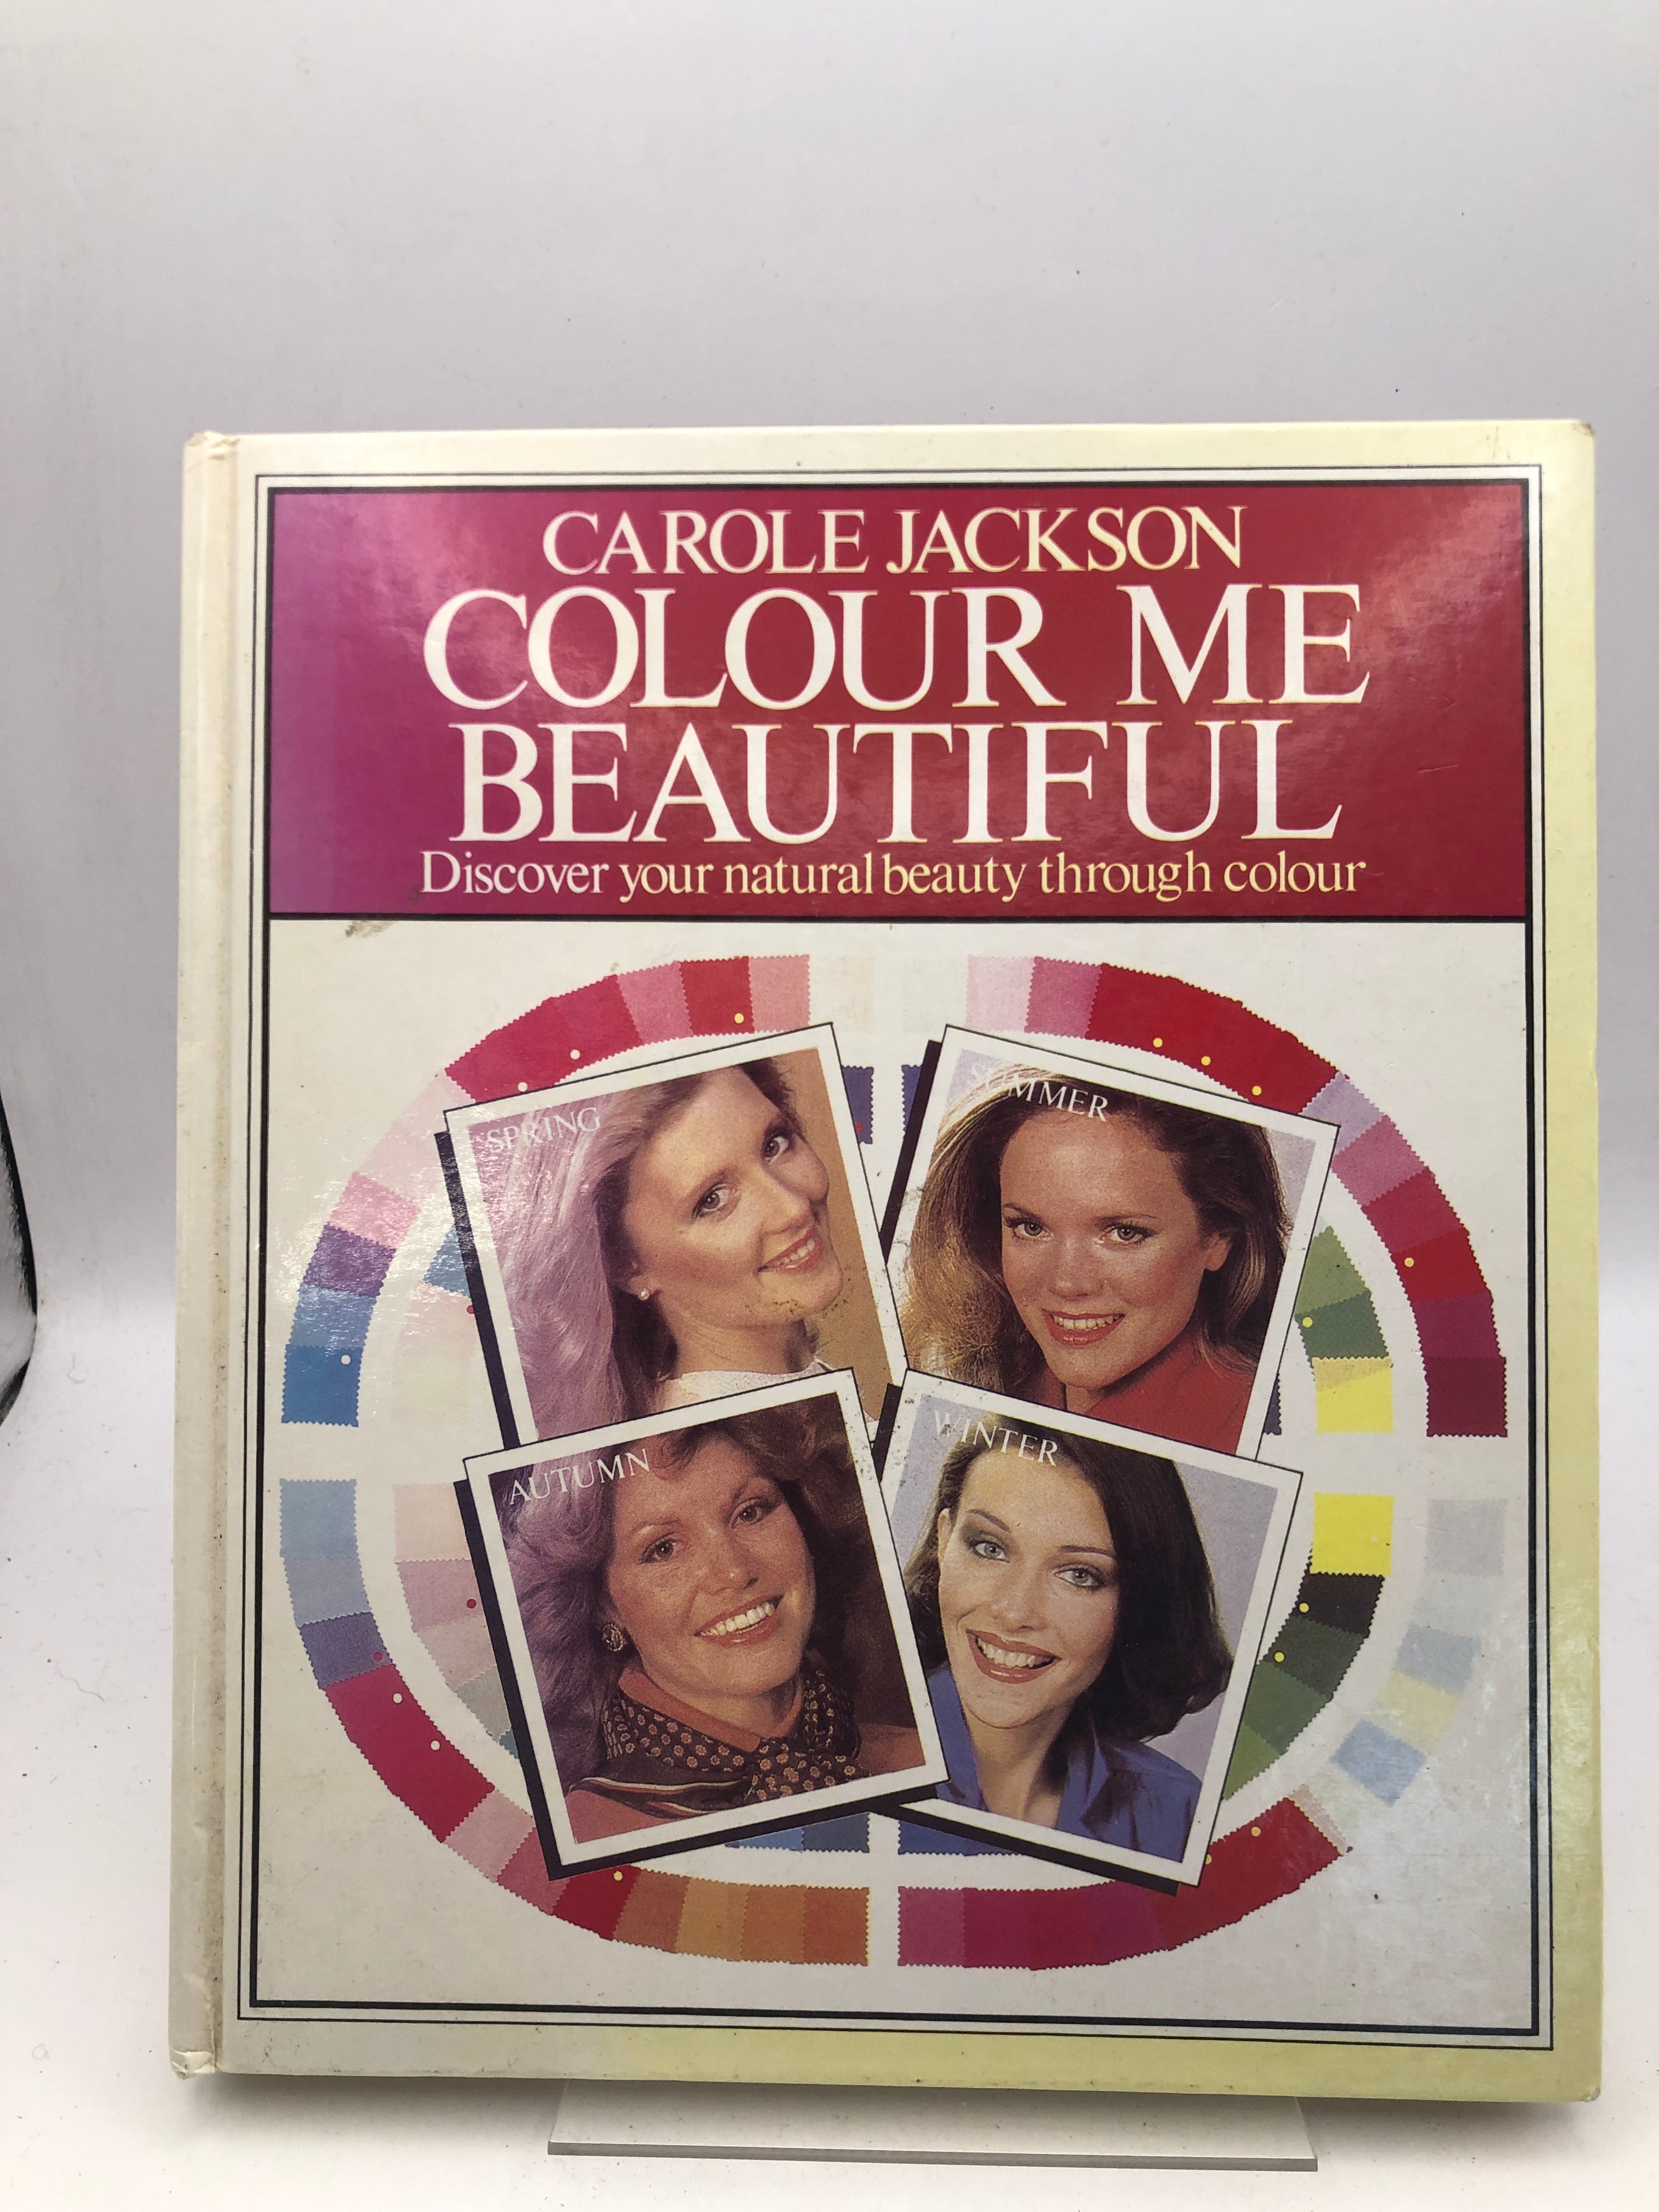 CAROLE JACKSON
COLOUR ME
BEAUTIFUL
Discover your natural beauty through colour
SPRING
SUMMER
AUTUMN
WINTER